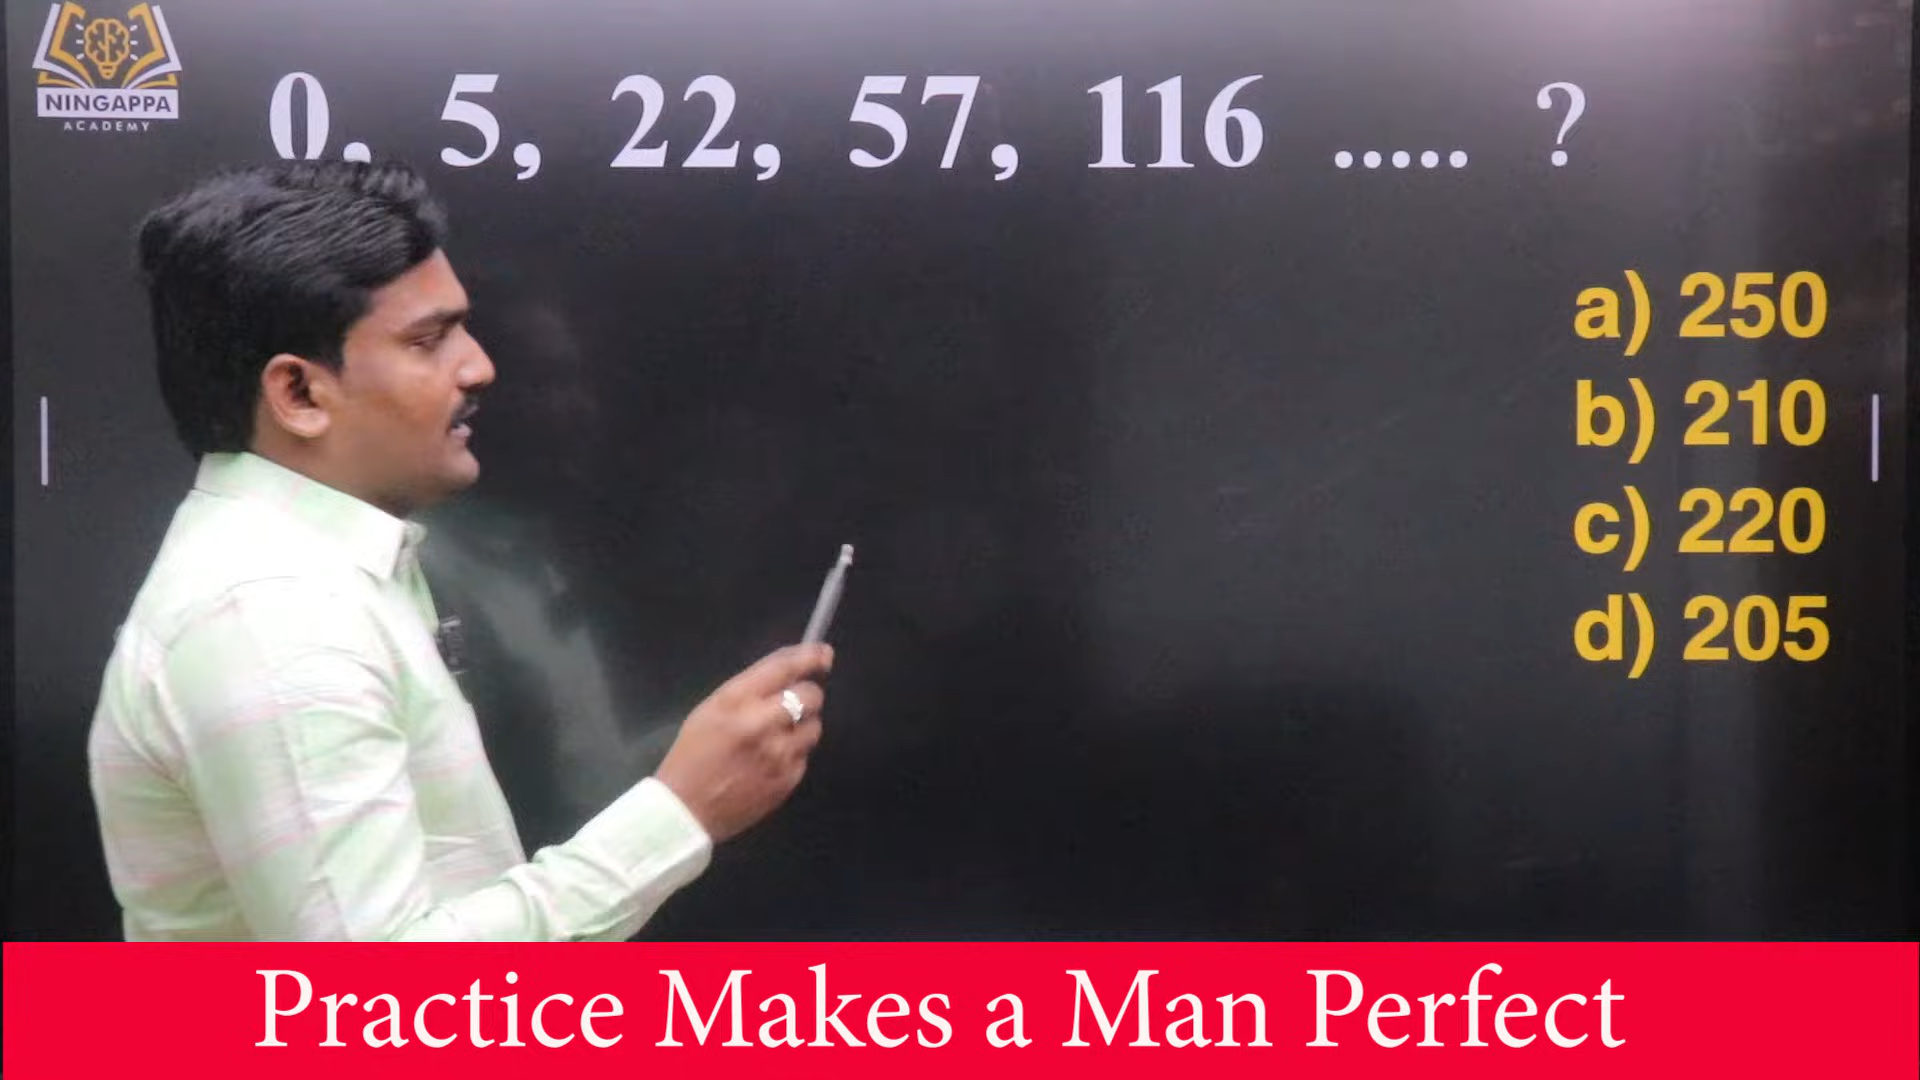 NINGAPPA
ACADEMY
0, 5, 22, 57, 116 ..... ?
a) 250
b) 210
c) 220
d) 205
Practice Makes a Man Perfect